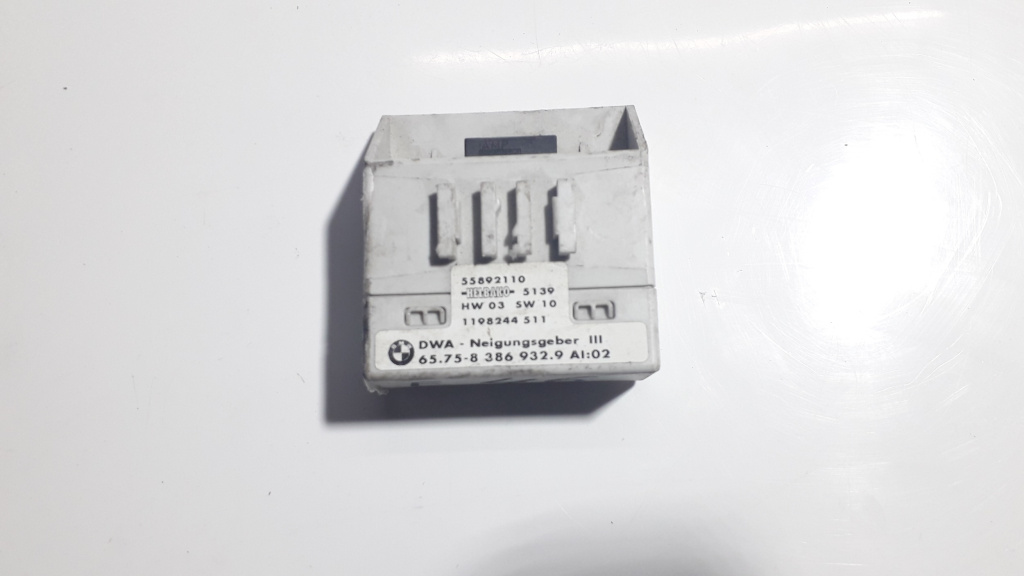 55892110
-HELBAKO- 5139
HW 03 SW 10
1198244 511
DWA - Neigungsgeber III
65.75-8 386 932.9 AI:02